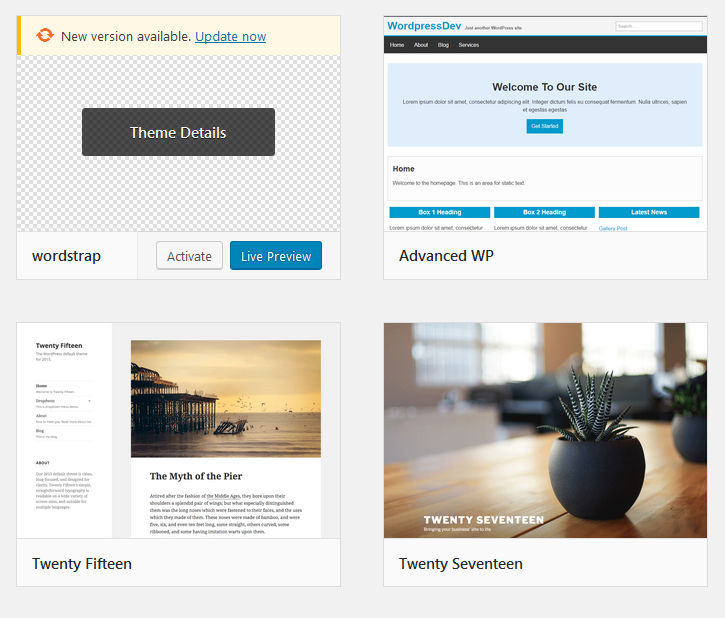 New version available. Update now
Theme Details
wordstrap
Activate
Live Preview
WordpressDev
Just another WordPress site
Search...
Home
About
Blog
Services
Welcome To Our Site
Lorem ipsum dolor sit amet, consectetur adipiscing elit. Integer dictum felis eu consequat fermentum. Nulla ultrices, sapien
et egestas egestas
Get Started
Home
Welcome to the homepage. This is an area for static text.
Box 1 Heading
Box 2 Heading
Latest News
Lorem ipsum dolor sit amet, consectetur
Lorem ipsum dolor sit amet, consectetur
Gallery Post
Advanced WP
Twenty Fifteen
The WordPress default theme
for 2015.
Home
Welcome to Twenty Fifteen.
Dropdowns
This is dropdown menu demo.
About
Blog
This is my blog.
ABOUT
Our 2015 default theme is clean,
blog-focused, and designed for
clarity. Twenty Fifteen's simple,
straightforward typography is
readable on a wide variety of
screen sizes, and suitable for
multiple languages.
The Myth of the Pier
Attired after the fashion of the Middle Ages, they bore upon their
shoulders a splendid pair of wings; but what especially distinguished
them was the long noses which were fastened to their faces, and the uses
which they made of them. These noses were made of bamboo, and were
five, six, and even ten feet long, some straight, others curved, some
ribboned, and some having imitation warts upon them.
Twenty Fifteen
TWENTY SEVENTEEN
Bringing your business' site to life
Twenty Seventeen